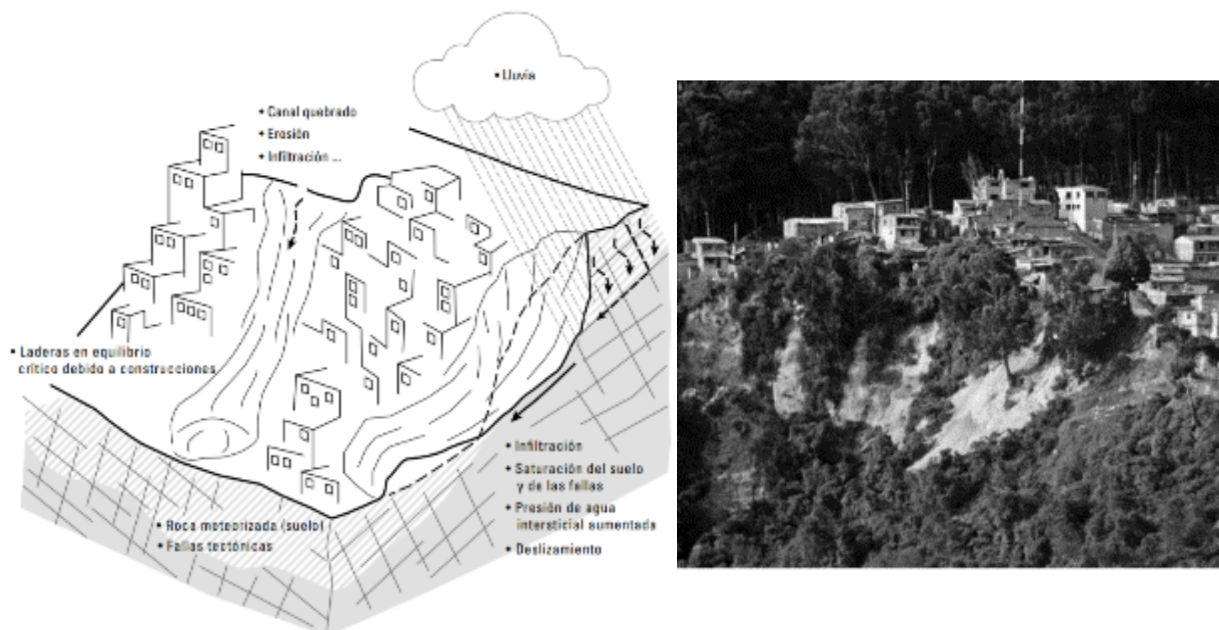 • Lluvia
• Canal quebrado
• Erosión
• Infiltración ...
• Laderas en equilibrio
crítico debido a construcciones
• Infiltración
• Saturación del suelo
y de las fallas
• Presión de agua
intersticial aumentada
• Deslizamiento
• Roca meteorizada (suelo)
• Fallas tectónicas